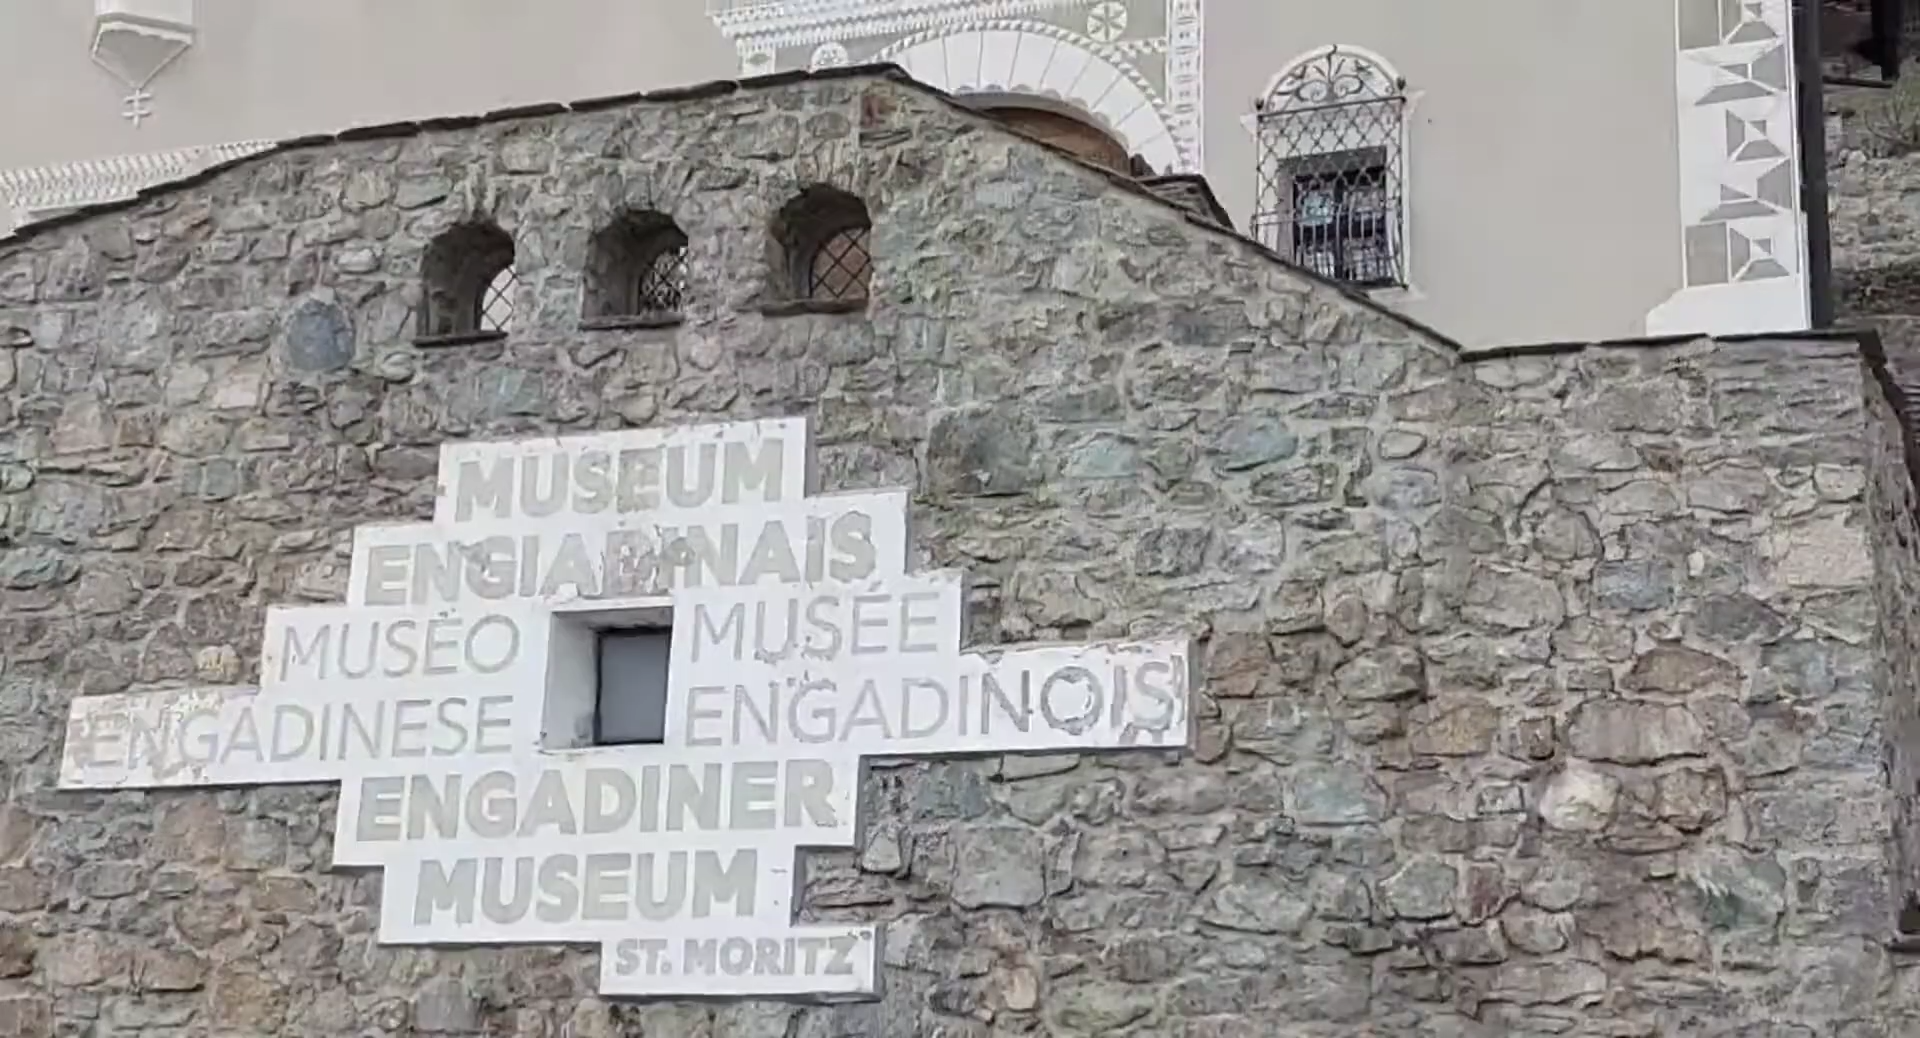 MUSEUM
ENGIADINAIS
MUSEO
ENGADINESE
MUSÉE
ENGADINOIS
ENGADINER
MUSEUM
ST. MORITZ